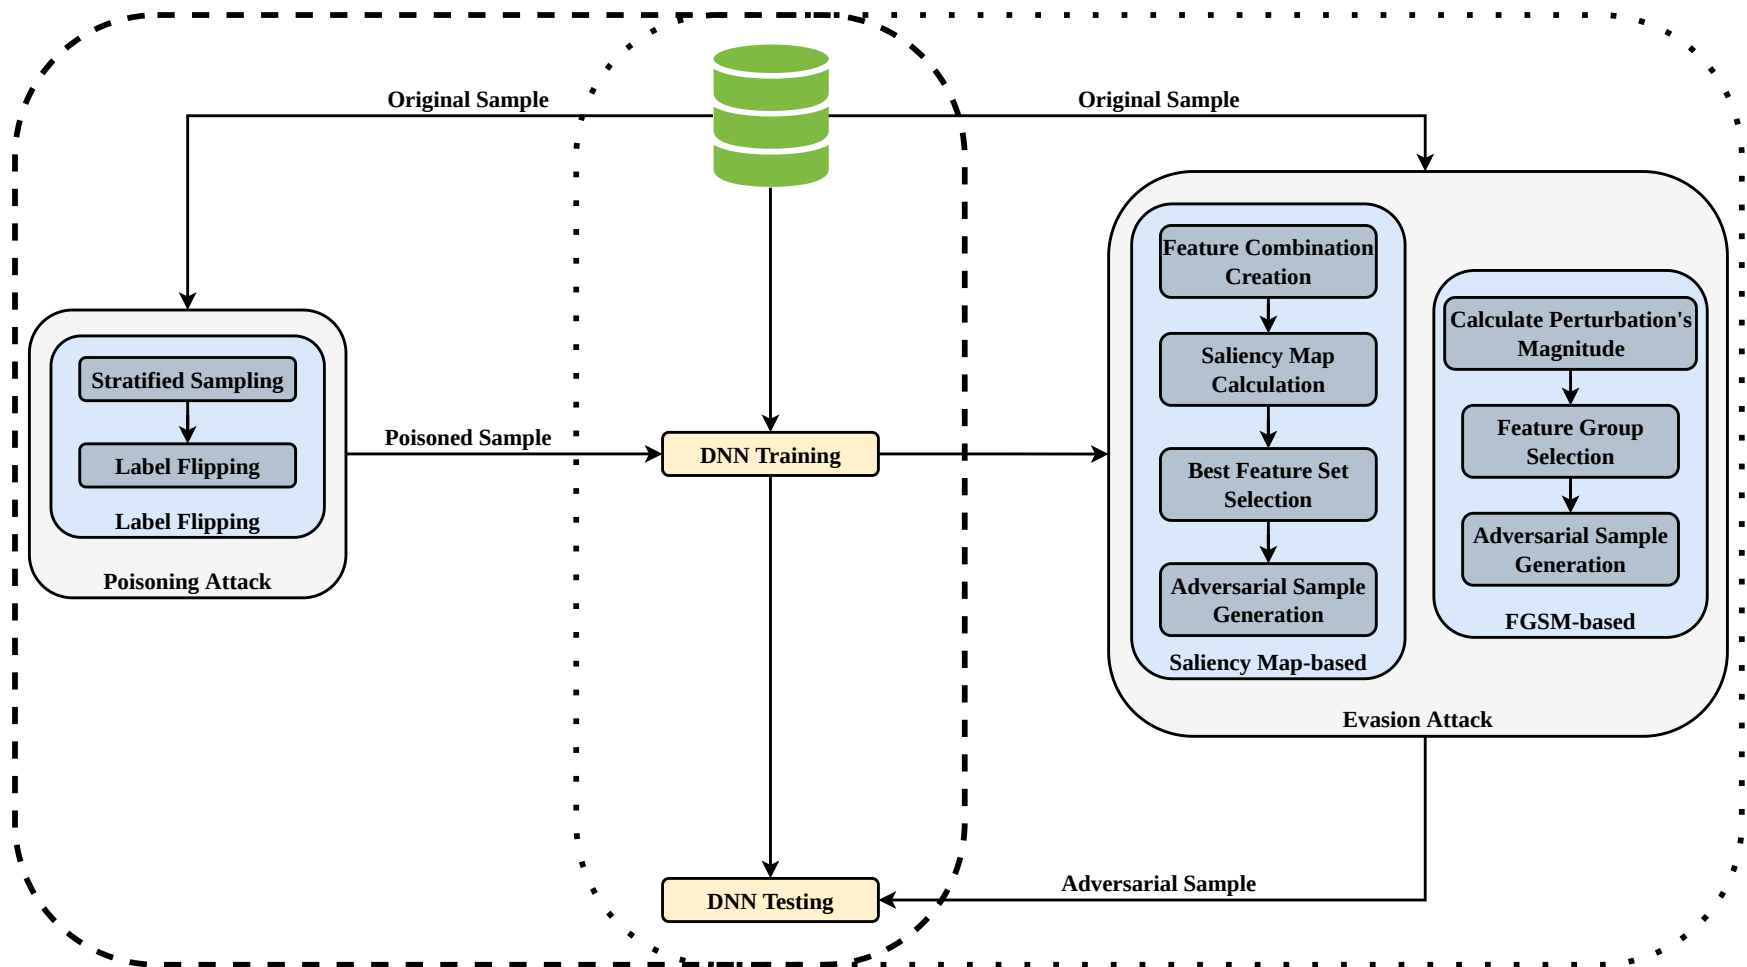 Original Sample
Original Sample
Feature Combination
Creation
Saliency Map
Calculation
Best Feature Set
Selection
Adversarial Sample
Generation
Saliency Map-based
Calculate Perturbation's
Magnitude
Feature Group
Selection
Adversarial Sample
Generation
FGSM-based
Evasion Attack
Stratified Sampling
Label Flipping
Label Flipping
Poisoning Attack
Poisoned Sample
DNN Training
DNN Testing
Adversarial Sample